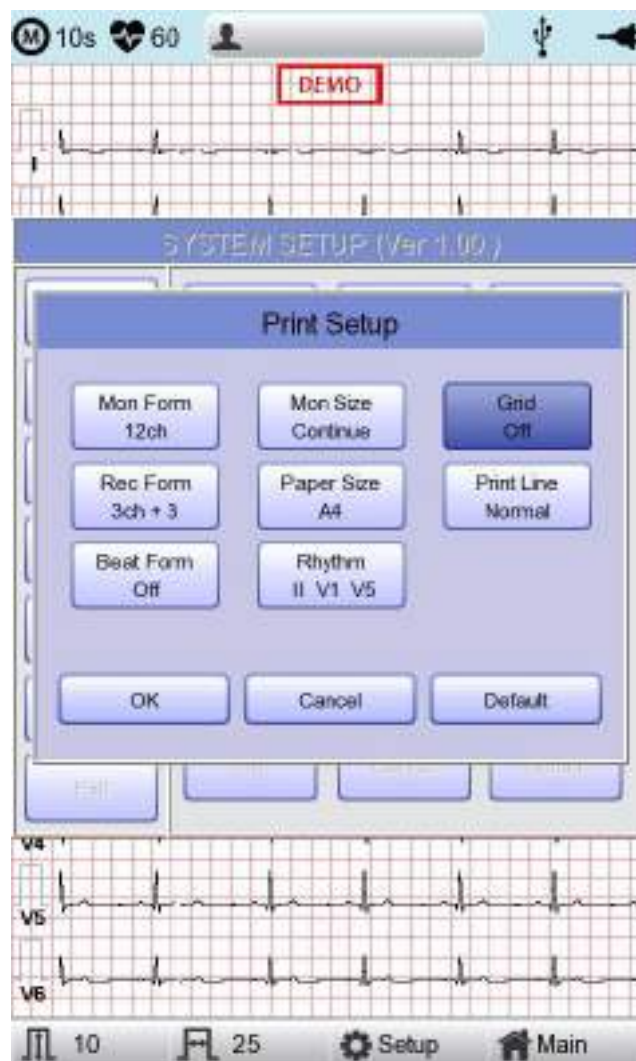 M 10s 60
DEMO
I
SYSTEM SETUP (Ver 1.00 )
Print Setup
Mon Form
12ch
Mon Size
Continue
Grid
Off
Rec Form
3ch + 3
Paper Size
A4
Print Line
Normal
Beat Form
Off
Rhythm
II V1 V5
OK Cancel Default
V4
V5
V6
10 25 Setup Main